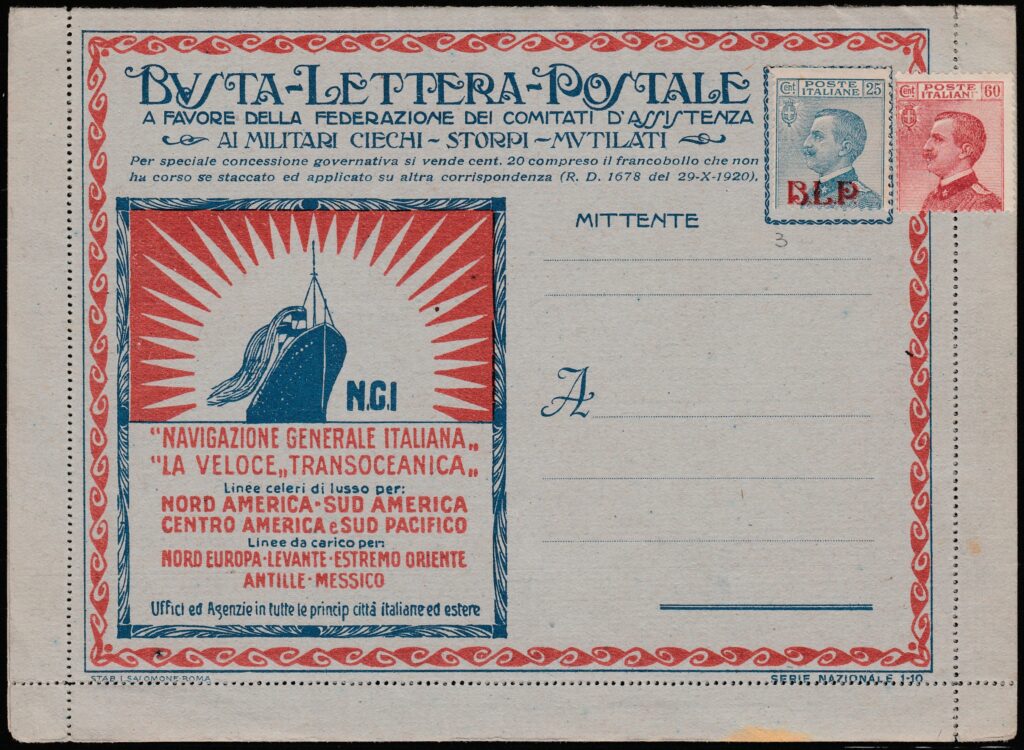 BVSTA-LETTERA-POSTALE
A FAVORE DELLA FEDERAZIONE DEI COMITATI D'ASSISTENZA
AI MILITARI CIECHI - STORPI - MVTILATI
Per speciale concessione governativa si vende cent. 20 compreso il francobollo che non
ha corso se staccato ed applicato su altra corrispondenza (R. D. 1678 del 29-X-1920).
Cent POSTE ITALIANE 25
B.L.P
Cent POSTE ITALIANE 60
MITTENTE
3
A
N.G.I
"NAVIGAZIONE GENERALE ITALIANA„
"LA VELOCE„ TRANSOCEANICA„
Linee celeri di lusso per:
NORD AMERICA·SUD AMERICA
CENTRO AMERICA e SUD PACIFICO
Linee da carico per:
NORD EUROPA·LEVANTE·ESTREMO ORIENTE
ANTILLE·MESSICO
Uffici ed Agenzie in tutte le princip città italiane ed estere
STAB. I. SALOMONE ROMA
SERIE NAZIONALE 1-10